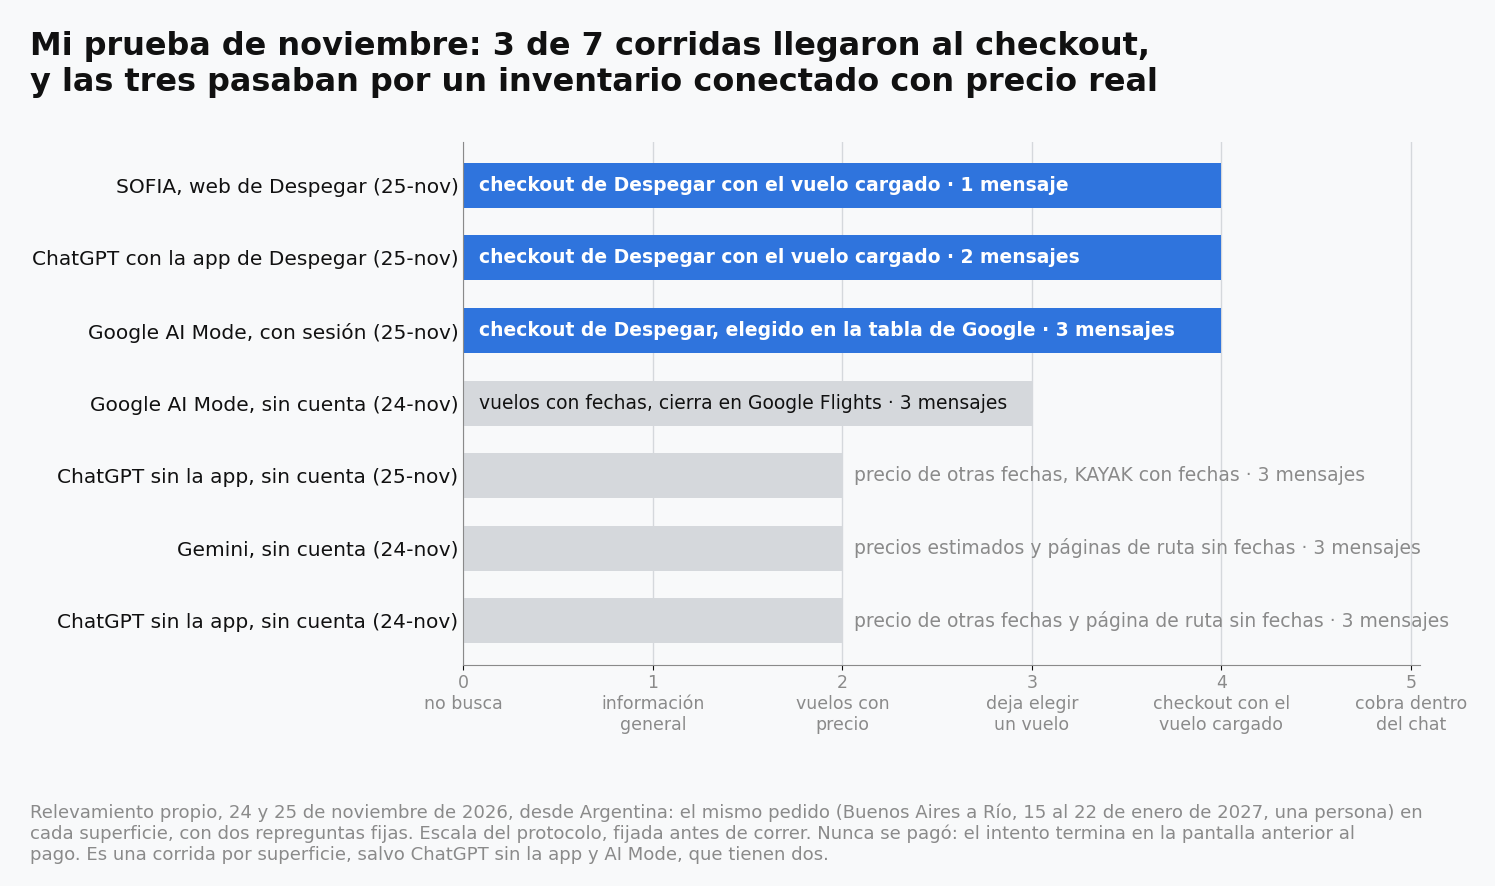 Mi prueba de noviembre: 3 de 7 corridas llegaron al checkout,
y las tres pasaban por un inventario conectado con precio real
SOFIA, web de Despegar (25-nov)
checkout de Despegar con el vuelo cargado · 1 mensaje
ChatGPT con la app de Despegar (25-nov)
checkout de Despegar con el vuelo cargado · 2 mensajes
Google AI Mode, con sesión (25-nov)
checkout de Despegar, elegido en la tabla de Google · 3 mensajes
Google AI Mode, sin cuenta (24-nov)
vuelos con fechas, cierra en Google Flights · 3 mensajes
ChatGPT sin la app, sin cuenta (25-nov)
precio de otras fechas, KAYAK con fechas · 3 mensajes
Gemini, sin cuenta (24-nov)
precios estimados y páginas de ruta sin fechas · 3 mensajes
ChatGPT sin la app, sin cuenta (24-nov)
precio de otras fechas y página de ruta sin fechas · 3 mensajes
0
no busca
1
información
general
2
vuelos con
precio
3
deja elegir
un vuelo
4
checkout con el
vuelo cargado
5
cobra dentro
del chat
Relevamiento propio, 24 y 25 de noviembre de 2026, desde Argentina: el mismo pedido (Buenos Aires a Río, 15 al 22 de enero de 2027, una persona) en
cada superficie, con dos repreguntas fijas. Escala del protocolo, fijada antes de correr. Nunca se pagó: el intento termina en la pantalla anterior al
pago. Es una corrida por superficie, salvo ChatGPT sin la app y AI Mode, que tienen dos.